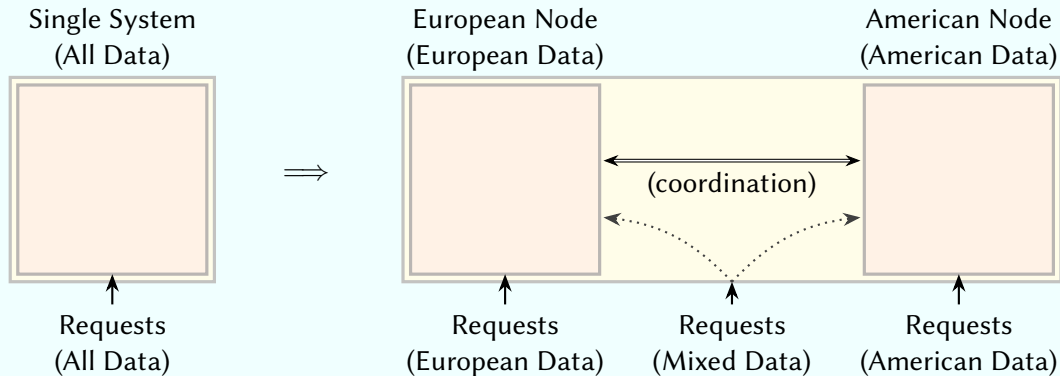 Single System
(All Data)
European Node
(European Data)
American Node
(American Data)
⟹
(coordination)
Requests
(All Data)
Requests
(European Data)
Requests
(Mixed Data)
Requests
(American Data)